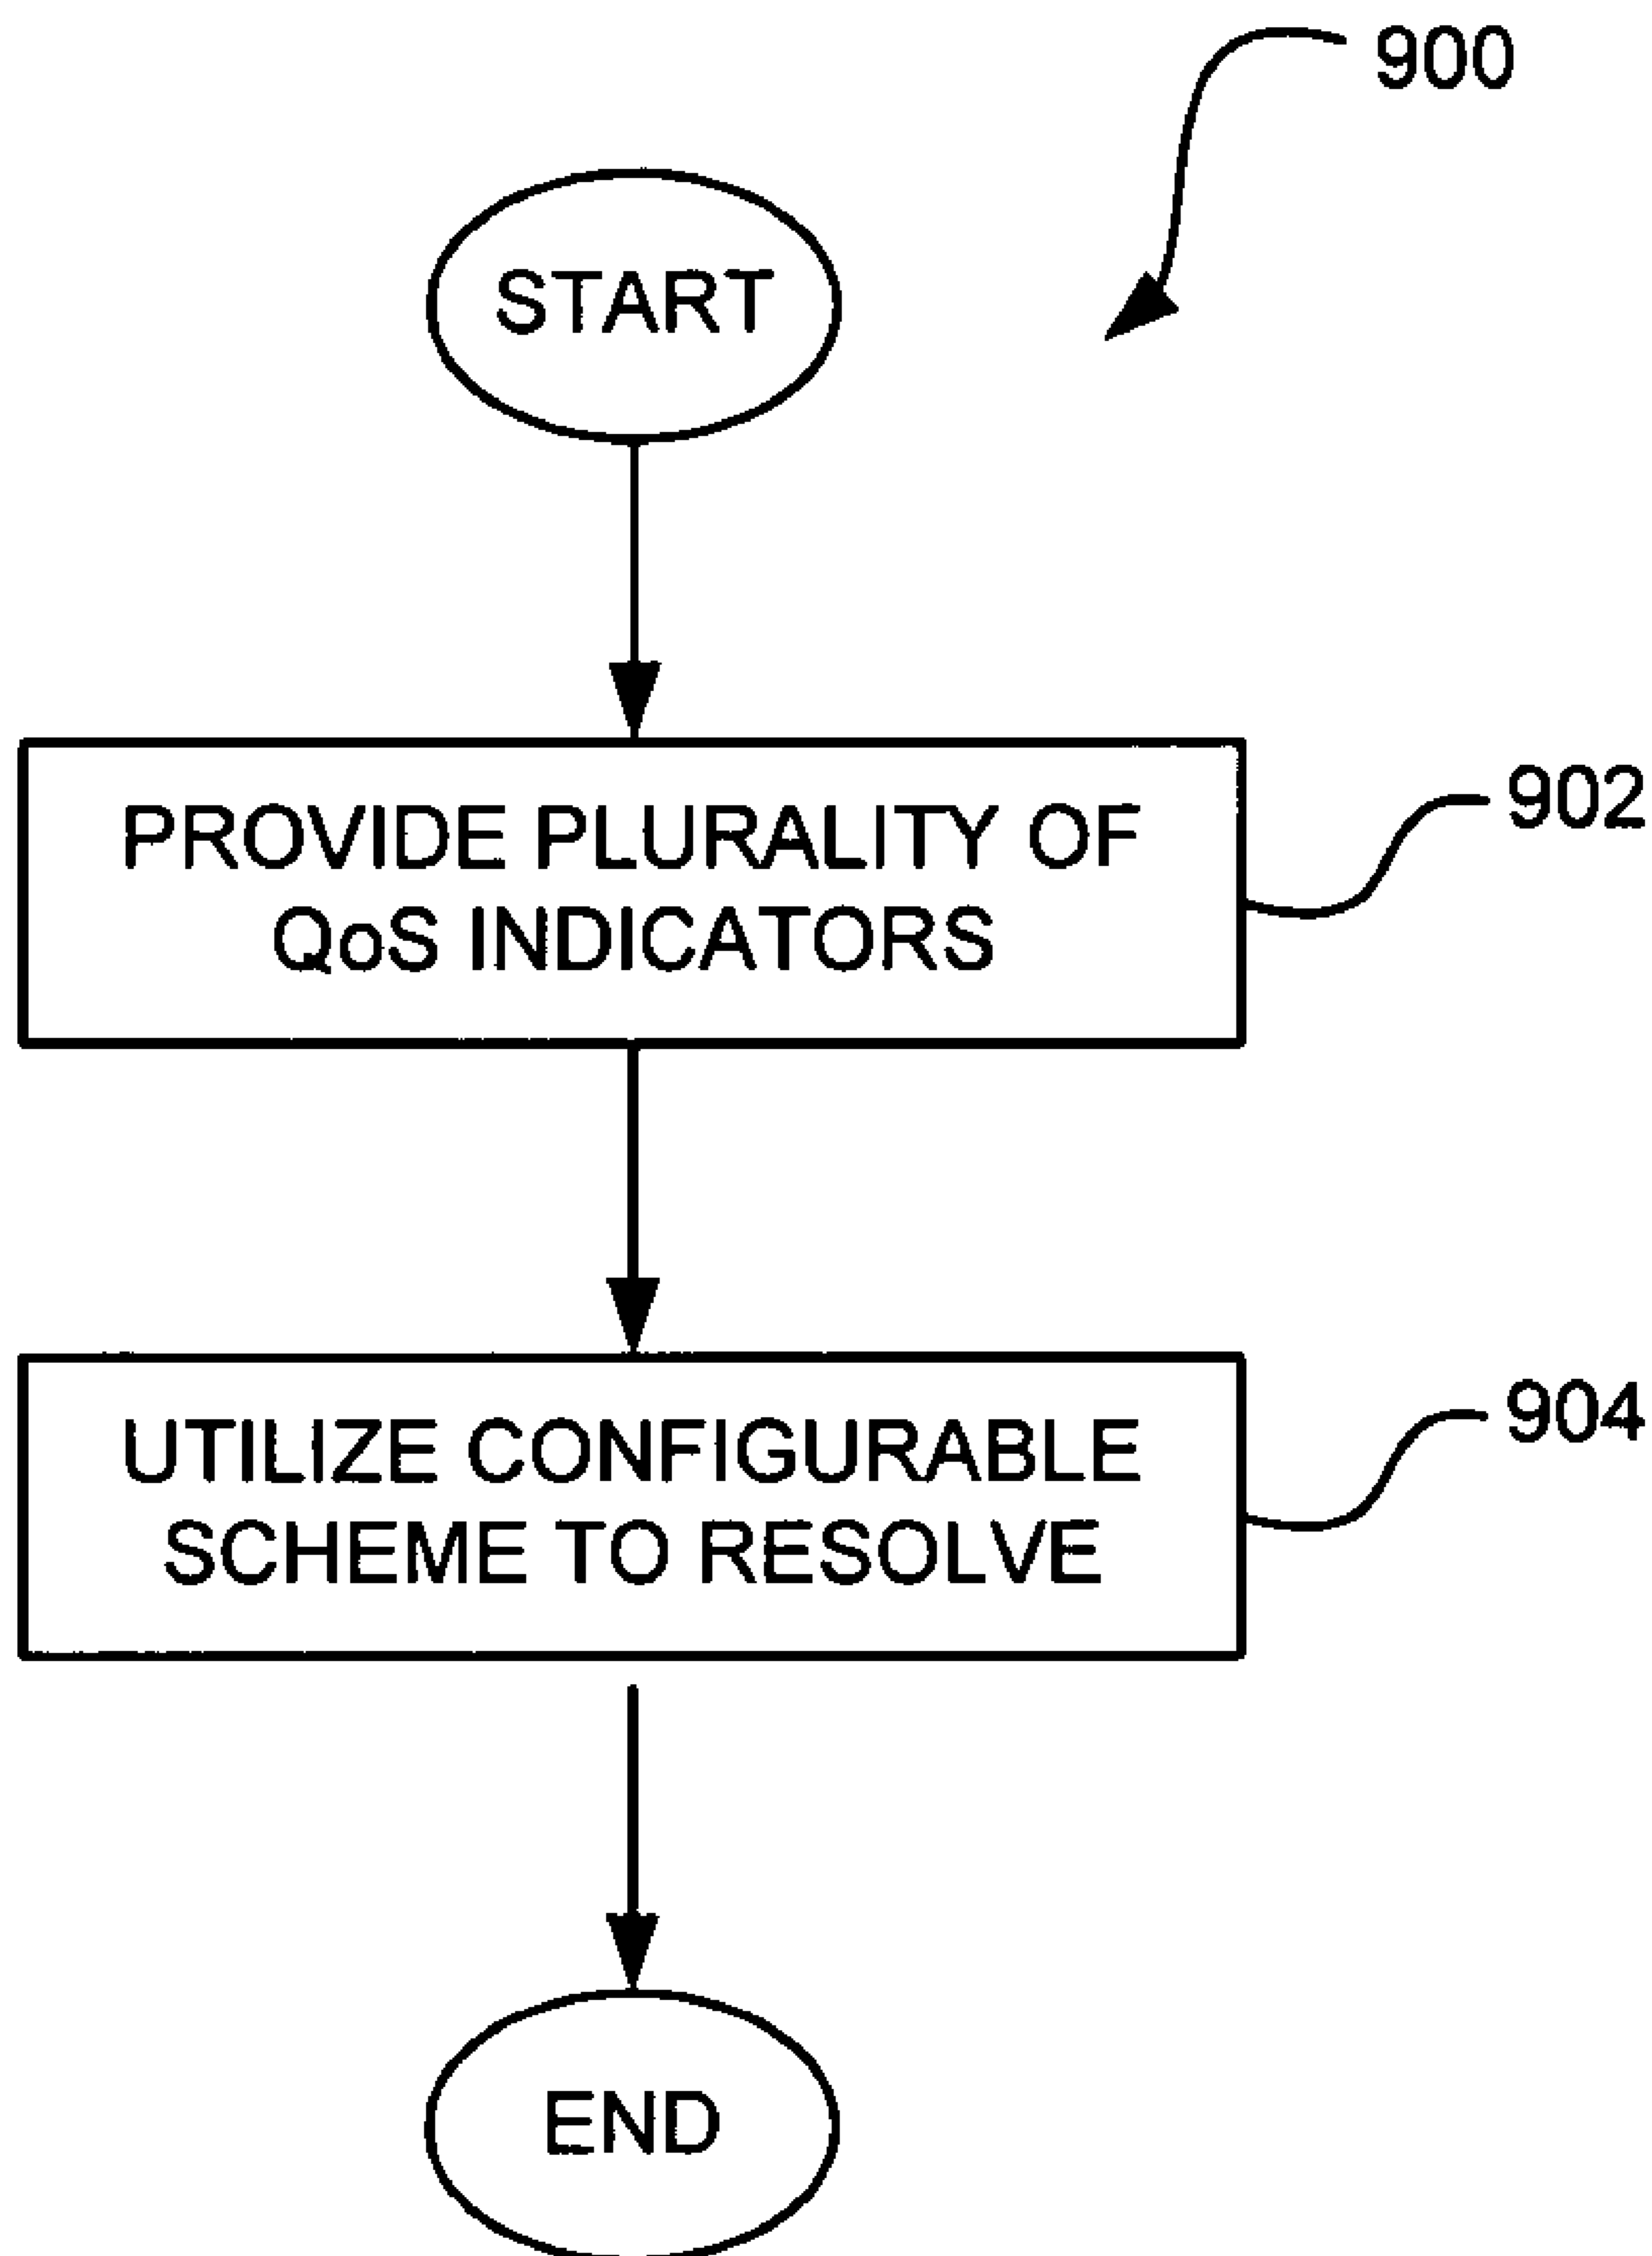 900
START
PROVIDE PLURALITY OF
QoS INDICATORS
902
UTILIZE CONFIGURABLE
SCHEME TO RESOLVE
904
END